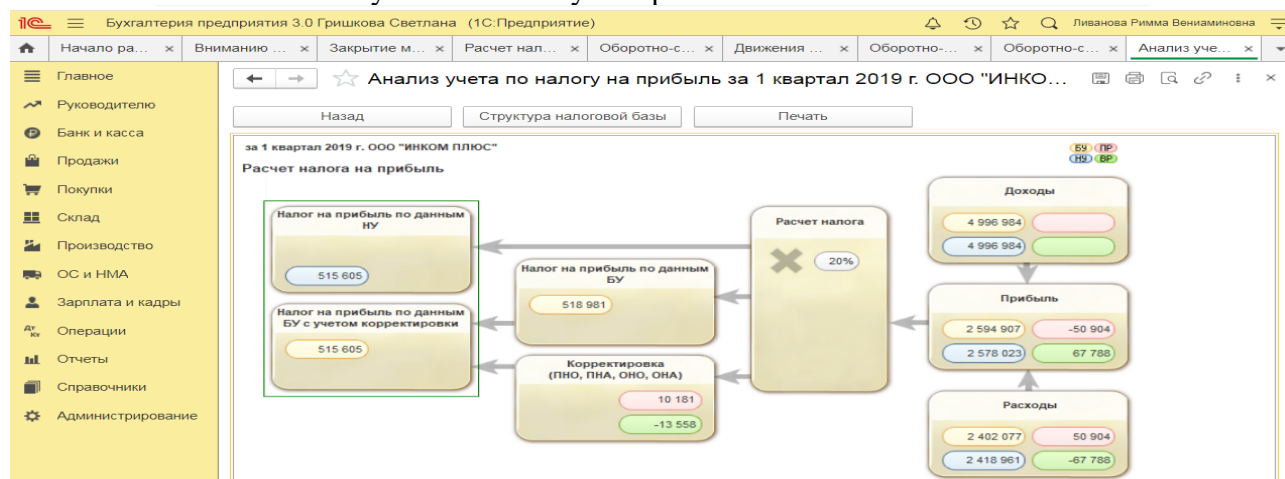 1С
Бухгалтерия предприятия 3.0 Гришкова Светлана (1С:Предприятие)
Ливанова Римма Вениаминовна
Начало ра... ×
Вниманию ... ×
Закрытие м... ×
Расчет нал... ×
Оборотно-с... ×
Движения ... ×
Оборотно-... ×
Оборотно-с... ×
Анализ уче... ×
Главное
Руководителю
Банк и касса
Продажи
Покупки
Склад
Производство
ОС и НМА
Зарплата и кадры
Операции
Отчеты
Справочники
Администрирование
Анализ учета по налогу на прибыль за 1 квартал 2019 г. ООО "ИНКО...
Назад
Структура налоговой базы
Печать
за 1 квартал 2019 г. ООО "ИНКОМ ПЛЮС"
БУ ПР
НУ ВР
Расчет налога на прибыль
Налог на прибыль по данным
НУ
515 605
Налог на прибыль по данным
БУ с учетом корректировки
515 605
Налог на прибыль по данным
БУ
518 981
Корректировка
(ПНО, ПНА, ОНО, ОНА)
10 181
-13 558
Расчет налога
20%
Доходы
4 996 984
4 996 984
Прибыль
2 594 907 -50 904
2 578 023 67 788
Расходы
2 402 077 50 904
2 418 961 -67 788